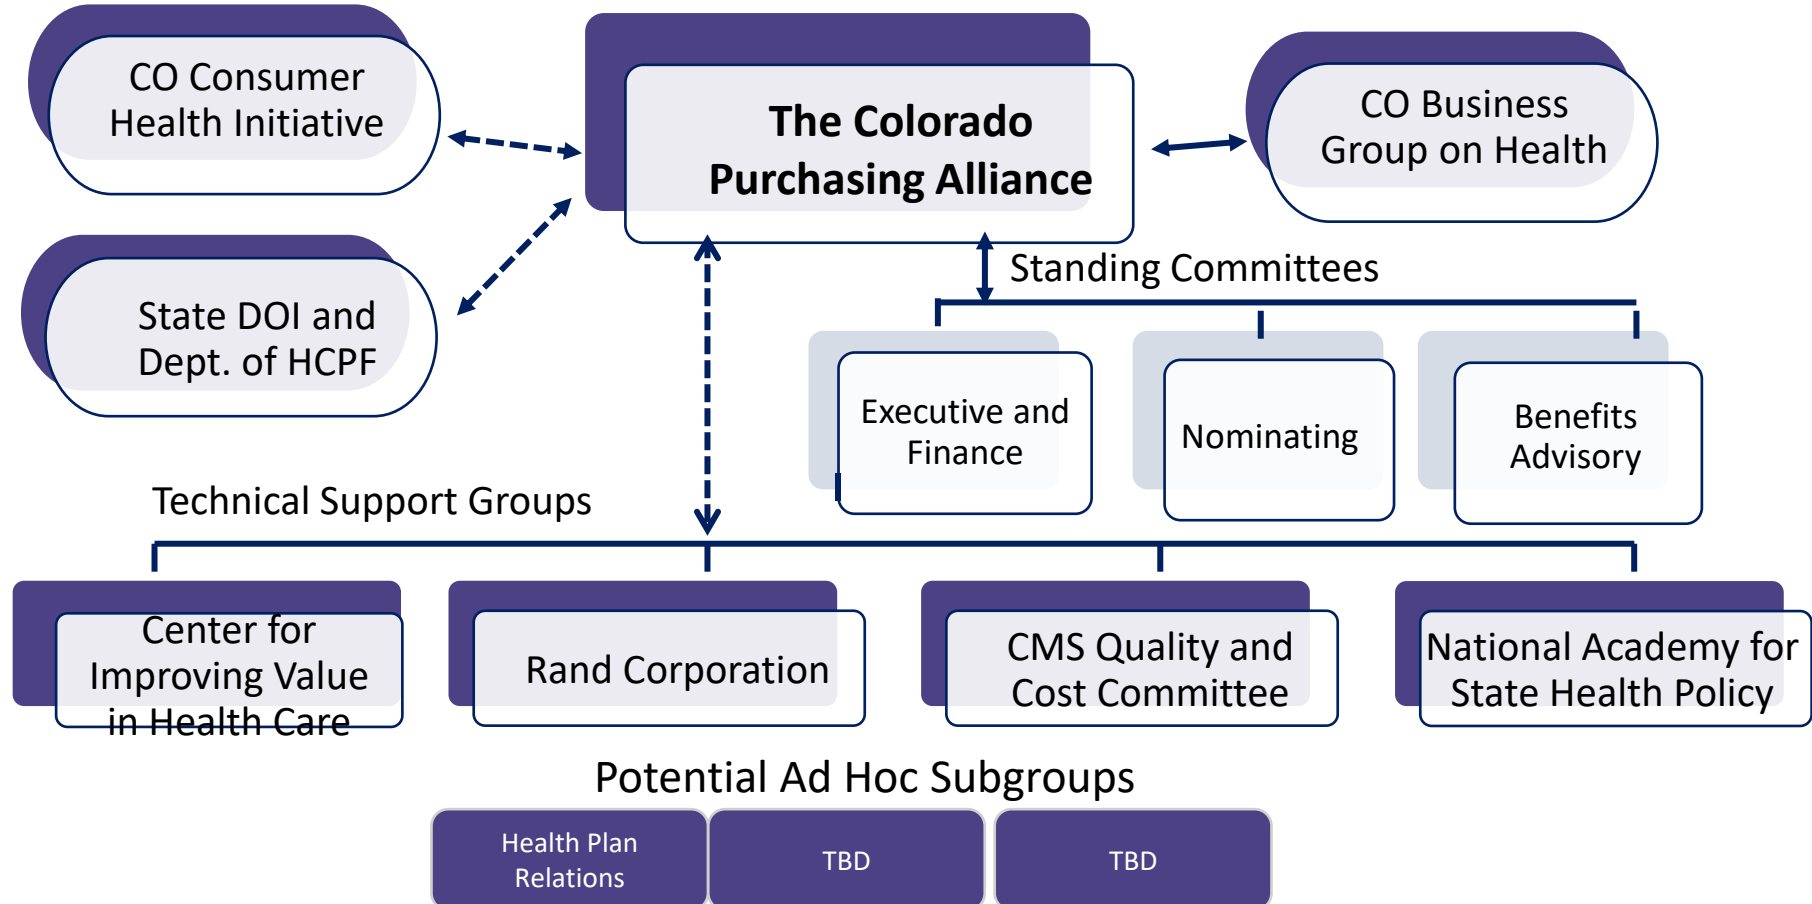 CO Consumer
Health Initiative
The Colorado
Purchasing Alliance
CO Business
Group on Health
State DOI and
Dept. of HCPF
Standing Committees
Executive and
Finance
Nominating
Benefits
Advisory
Technical Support Groups
Center for
Improving Value
in Health Care
Rand Corporation
CMS Quality and
Cost Committee
National Academy for
State Health Policy
Potential Ad Hoc Subgroups
Health Plan
Relations
TBD
TBD